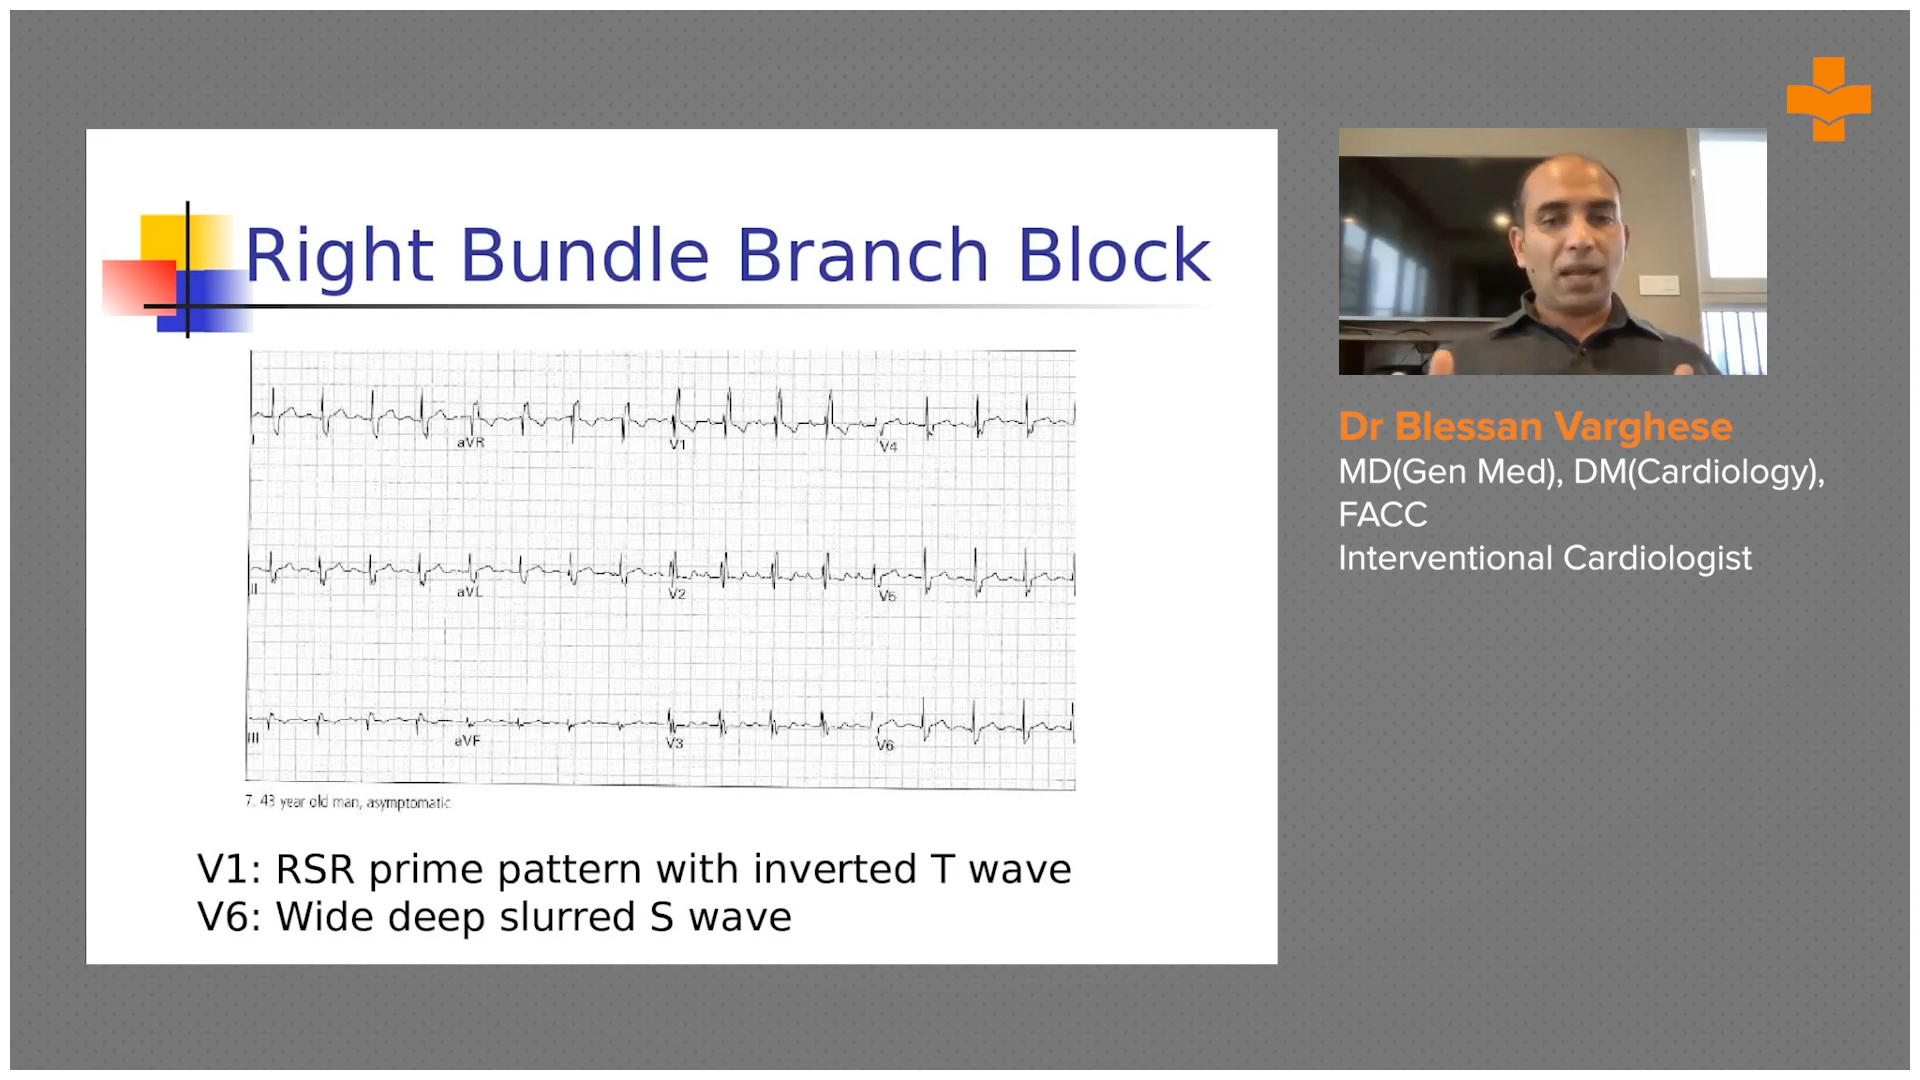 Right Bundle Branch Block
aVR
V1
V4
II
aVL
V2
V5
III
aVF
V3
V6
7. 43 year old man, asymptomatic
V1: RSR prime pattern with inverted T wave
V6: Wide deep slurred S wave
Dr Blessan Varghese
MD(Gen Med), DM(Cardiology),
FACC
Interventional Cardiologist